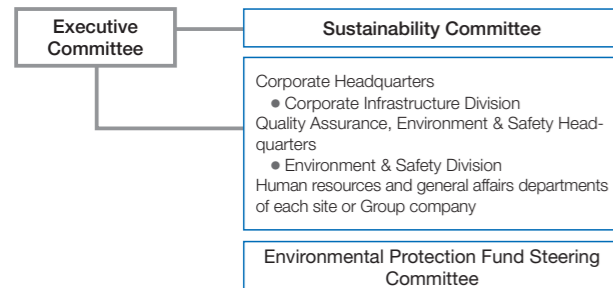 Executive
Committee
Sustainability Committee
Corporate Headquarters
● Corporate Infrastructure Division
Quality Assurance, Environment & Safety Head-
quarters
● Environment & Safety Division
Human resources and general affairs departments
of each site or Group company
Environmental Protection Fund Steering
Committee